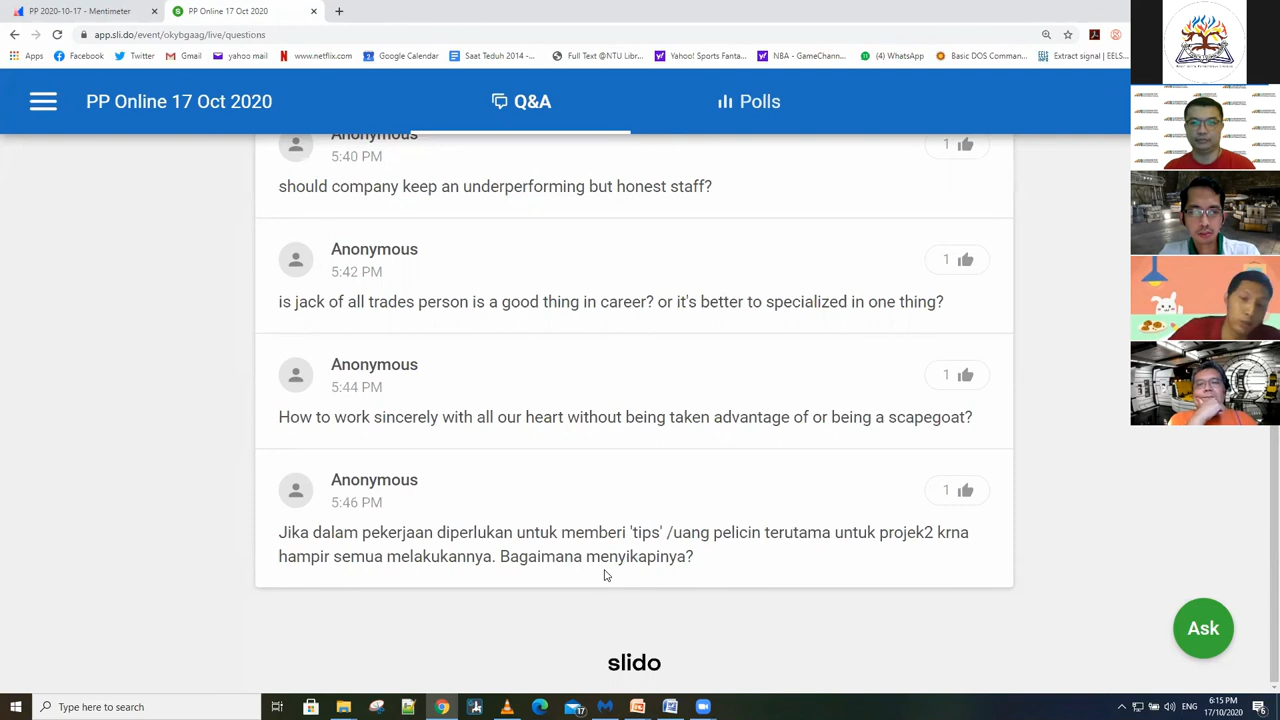 PP 2020-10-17 - Mentimeter
PP Online 17 Oct 2020
app.sli.do/event/okybgaag/live/questions
Apps
Facebook
Twitter
yahoo mail
www.netflix.com
Google Calendar
Saat Teduh 2014 -...
Full Text @NTU Libr...
Yahoo! Sports Fanta...
NBA - GameChann...
(4) WhatsApp
Basic DOS Comman...
Extract signal | EELS...
PP Online 17 Oct 2020
Q&A
Polls
Anonymous
5:40 PM
1
should company keep an underperforming but honest staff?
Anonymous
5:42 PM
1
is jack of all trades person is a good thing in career? or it's better to specialized in one thing?
Anonymous
5:44 PM
1
How to work sincerely with all our heart without being taken advantage of or being a scapegoat?
Anonymous
5:46 PM
1
Jika dalam pekerjaan diperlukan untuk memberi 'tips' /uang pelicin terutama untuk projek2 krna
hampir semua melakukannya. Bagaimana menyikapinya?
Ask
slido
Type here to search
17
ENG
6:15 PM
17/10/2020
6